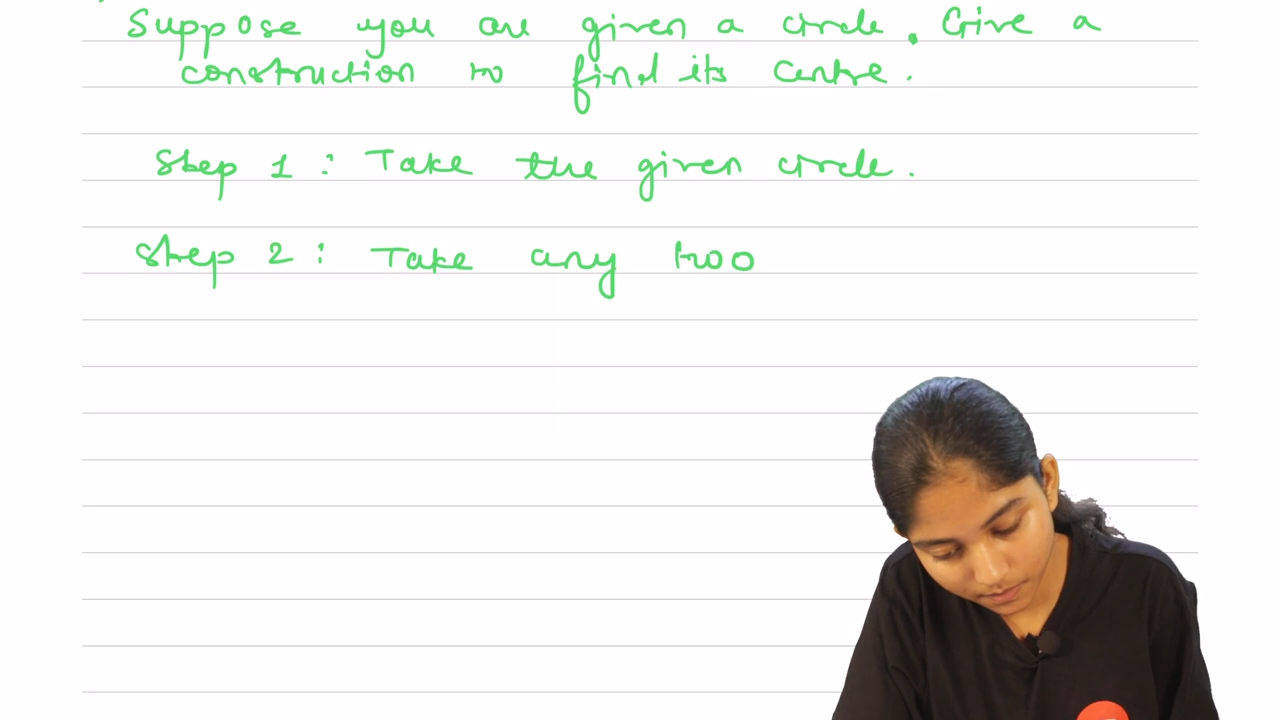 Suppose you are given a circle. Give a
construction to find its centre.
Step 1 : Take the given circle.
Step 2 : Take any two